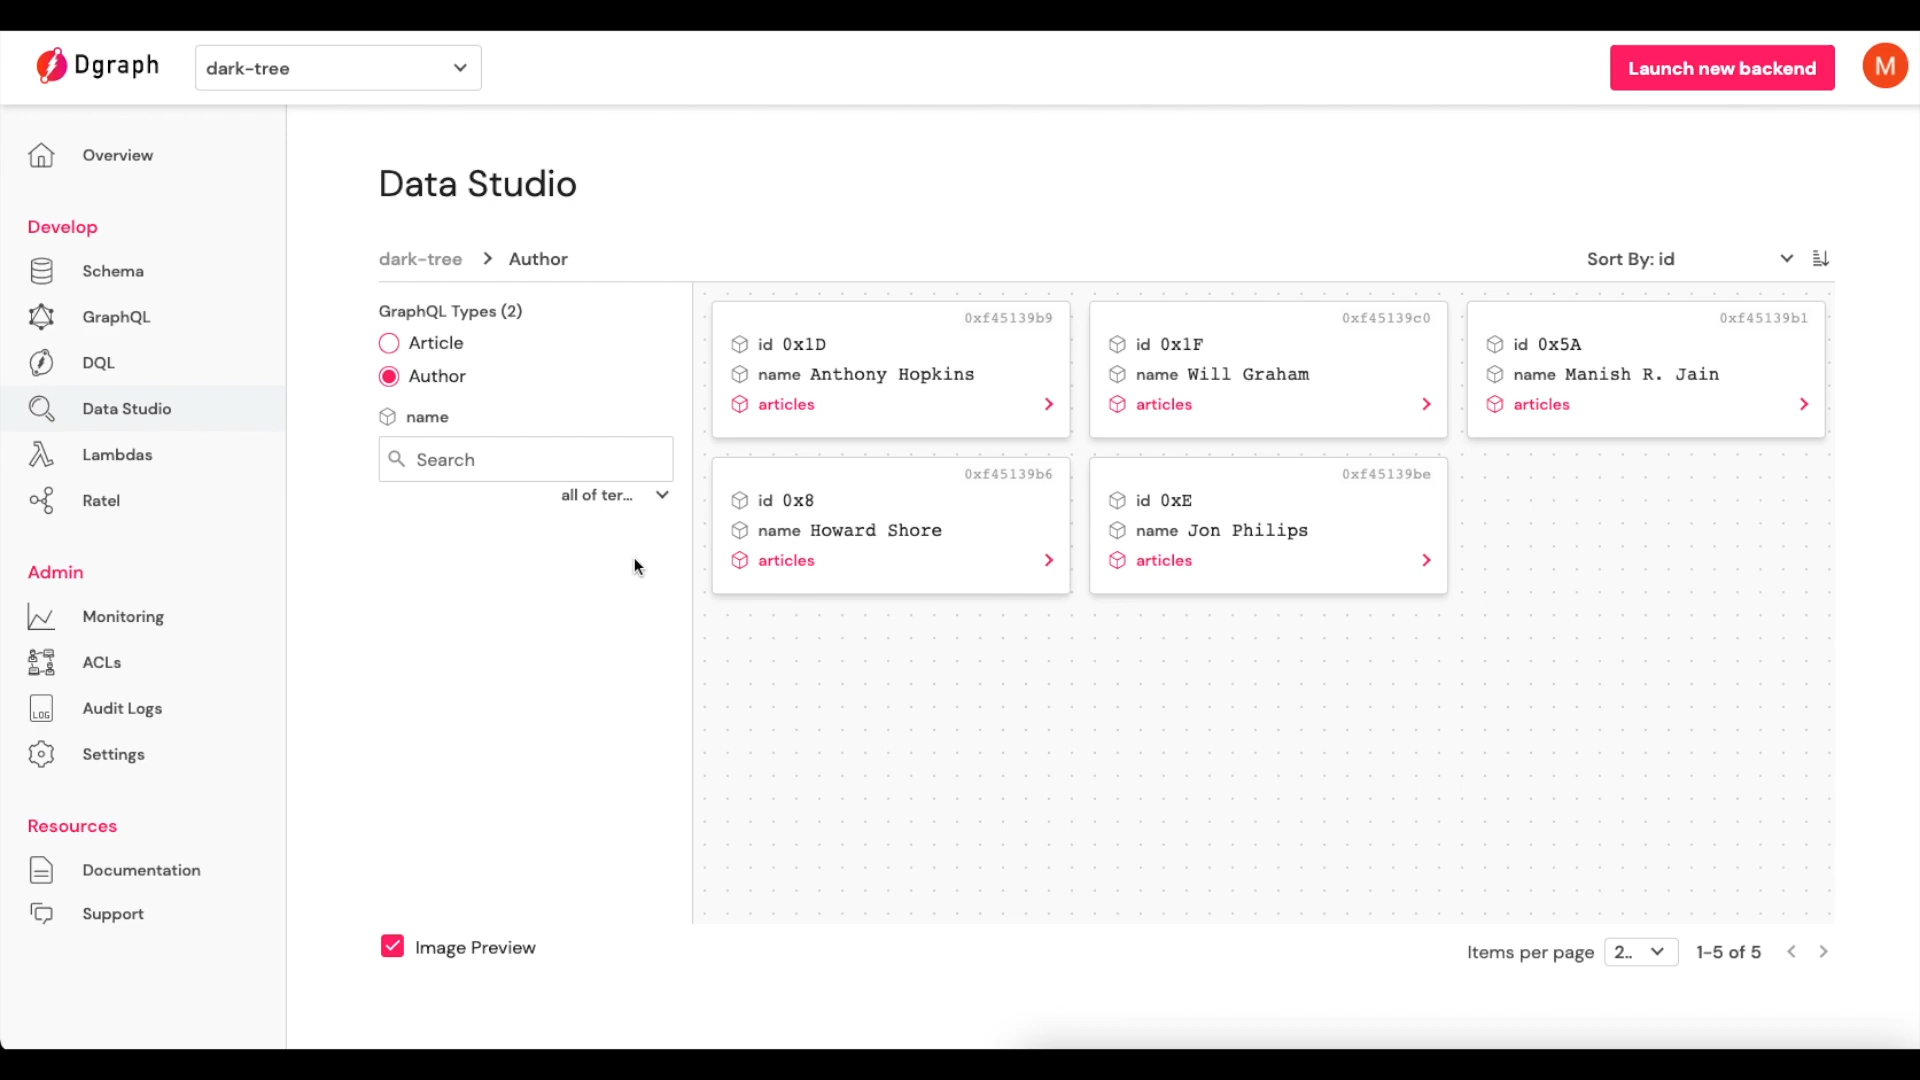 Dgraph
dark-tree
Launch new backend
M
Overview
Develop
Schema
GraphQL
DQL
Data Studio
Lambdas
Ratel
Admin
Monitoring
ACLs
LOG
Audit Logs
Settings
Resources
Documentation
Support
Data Studio
dark-tree > Author
Sort By: id
GraphQL Types (2)
Article
Author
name
Search
all of ter...
0xf45139b9
id 0x1D
name Anthony Hopkins
articles
0xf45139c0
id 0x1F
name Will Graham
articles
0xf45139b1
id 0x5A
name Manish R. Jain
articles
0xf45139b6
id 0x8
name Howard Shore
articles
0xf45139be
id 0xE
name Jon Philips
articles
Image Preview
Items per page 2.. 1-5 of 5